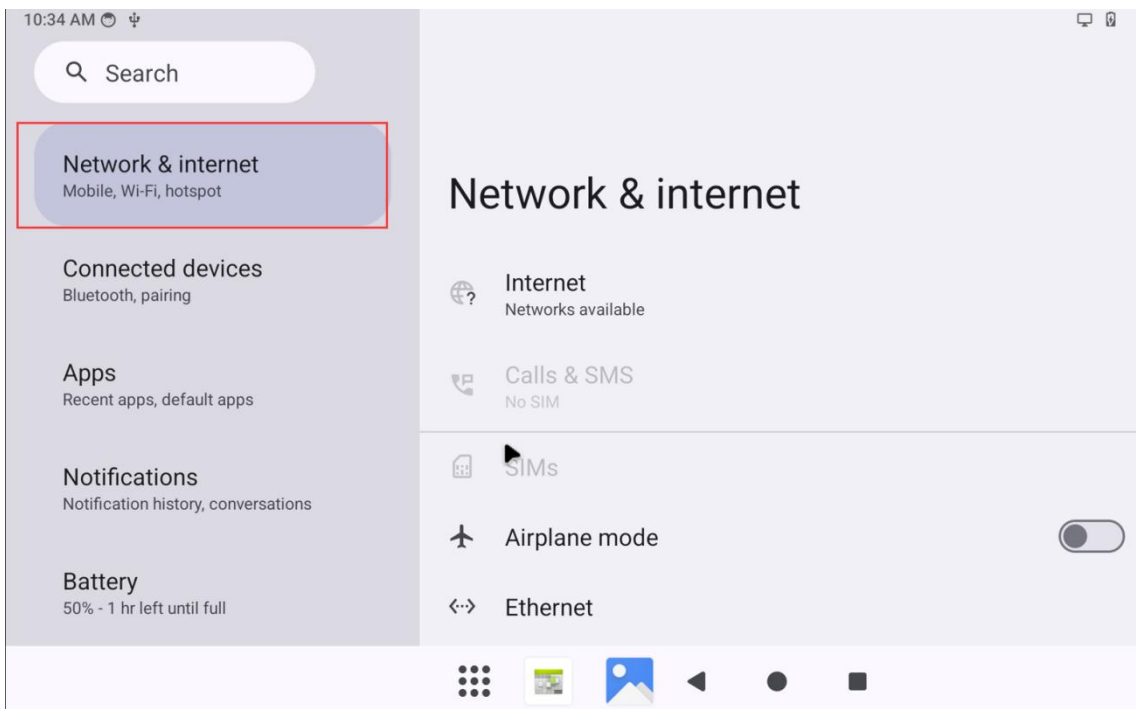 10:34 AM
Search
Network & internet
Mobile, Wi-Fi, hotspot
Connected devices
Bluetooth, pairing
Apps
Recent apps, default apps
Notifications
Notification history, conversations
Battery
50% - 1 hr left until full
Network & internet
Internet
Networks available
Calls & SMS
No SIM
SIMs
Airplane mode
Ethernet